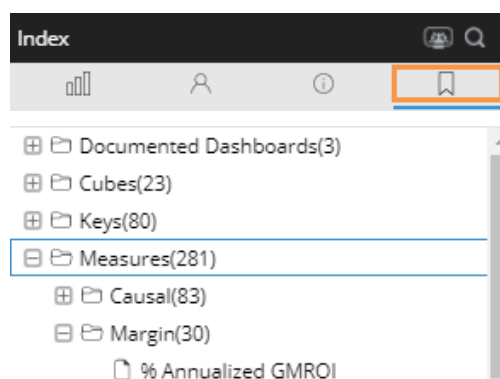 Index
Documented Dashboards(3)
Cubes(23)
Keys(80)
Measures(281)
Causal(83)
Margin(30)
% Annualized GMROI